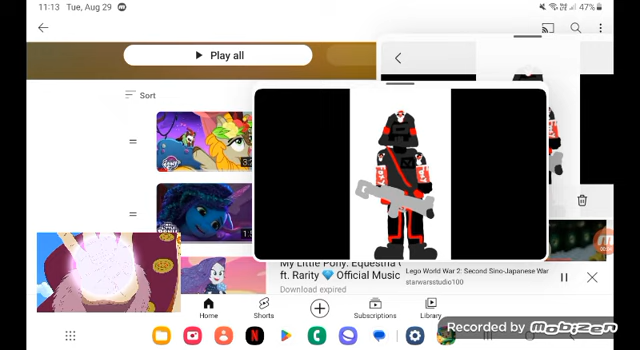 11:13 Tue, Aug 29
47%
Play all
Sort
My Little Pony: Equestria
ft. Rarity 💎 Official Music
Download expired
Lego World War 2: Second Sino-Japanese War
starwarsstudio100
Home
Shorts
Subscriptions
Library
Recorded by Mobizen